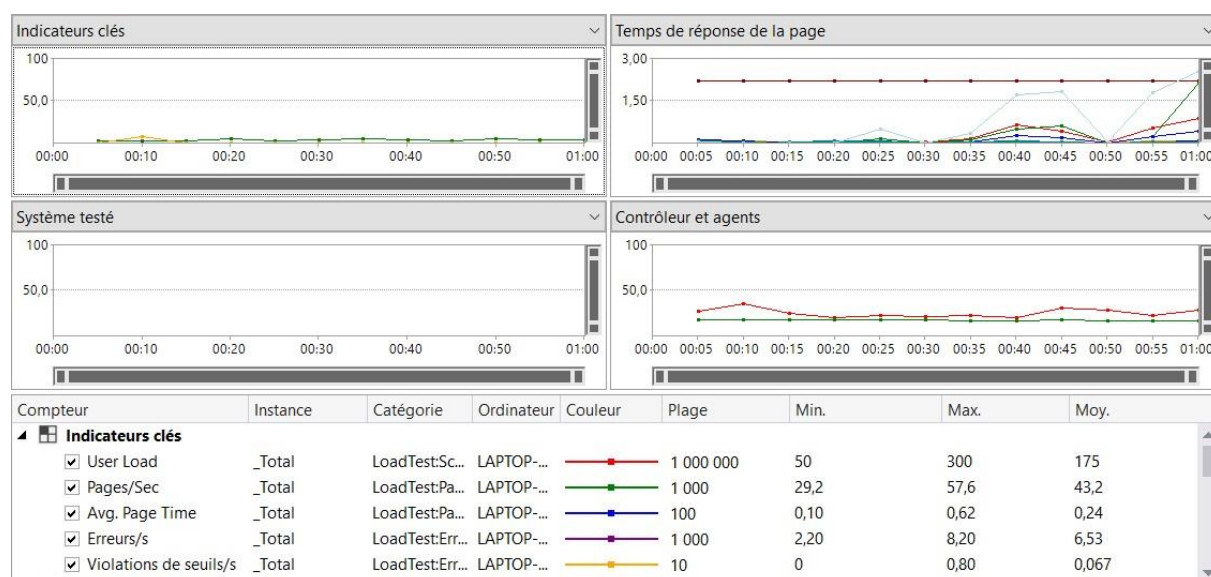 Indicateurs clés
100
50,0
00:00 00:10 00:20 00:30 00:40 00:50 01:00
Temps de réponse de la page
3,00
1,50
00:00 00:05 00:10 00:15 00:20 00:25 00:30 00:35 00:40 00:45 00:50 00:55 01:00
Système testé
100
50,0
00:00 00:10 00:20 00:30 00:40 00:50 01:00
Contrôleur et agents
100
50,0
00:00 00:05 00:10 00:15 00:20 00:25 00:30 00:35 00:40 00:45 00:50 00:55 01:00
Compteur Instance Catégorie Ordinateur Couleur Plage Min. Max. Moy.
Indicateurs clés
User Load _Total LoadTest:Sc... LAPTOP-... 1 000 000 50 300 175
Pages/Sec _Total LoadTest:Pa... LAPTOP-... 1 000 29,2 57,6 43,2
Avg. Page Time _Total LoadTest:Pa... LAPTOP-... 100 0,10 0,62 0,24
Erreurs/s _Total LoadTest:Err... LAPTOP-... 1 000 2,20 8,20 6,53
Violations de seuils/s _Total LoadTest:Err... LAPTOP-... 10 0 0,80 0,067